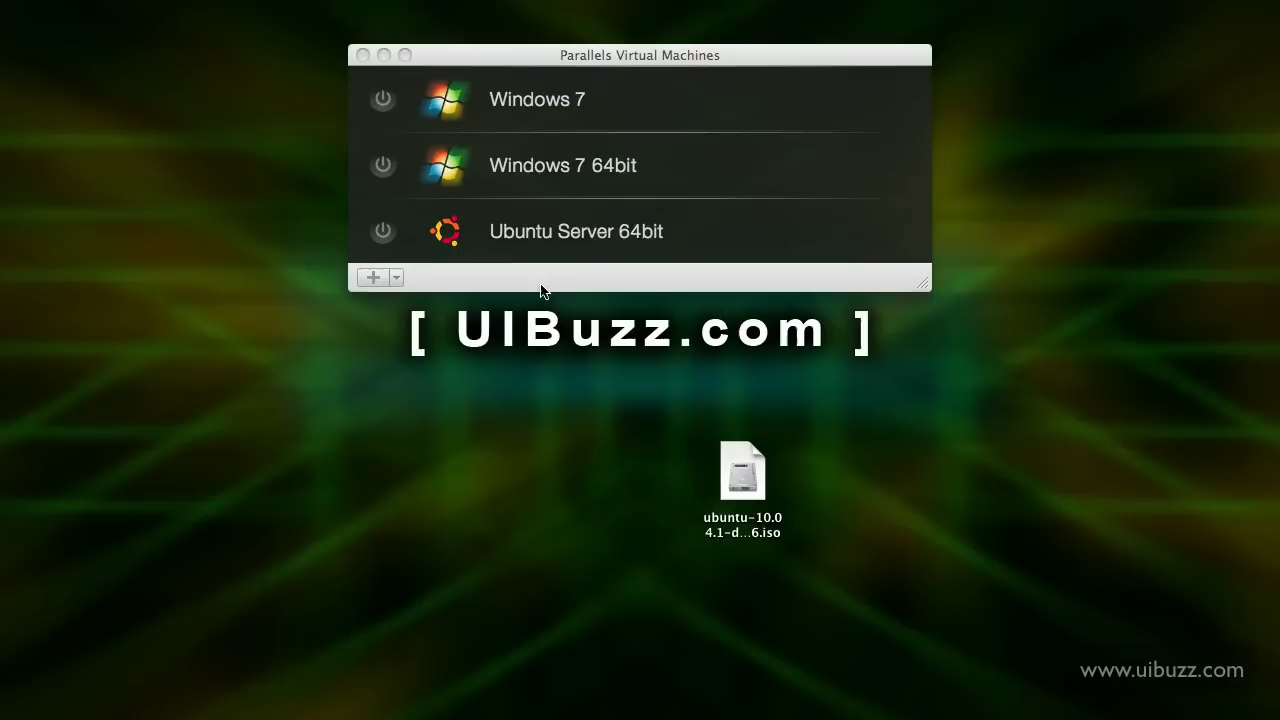 Parallels Virtual Machines
Windows 7
Windows 7 64bit
Ubuntu Server 64bit
[ UIBuzz.com ]
ubuntu-10.0
4.1-d...6.iso
www.uibuzz.com